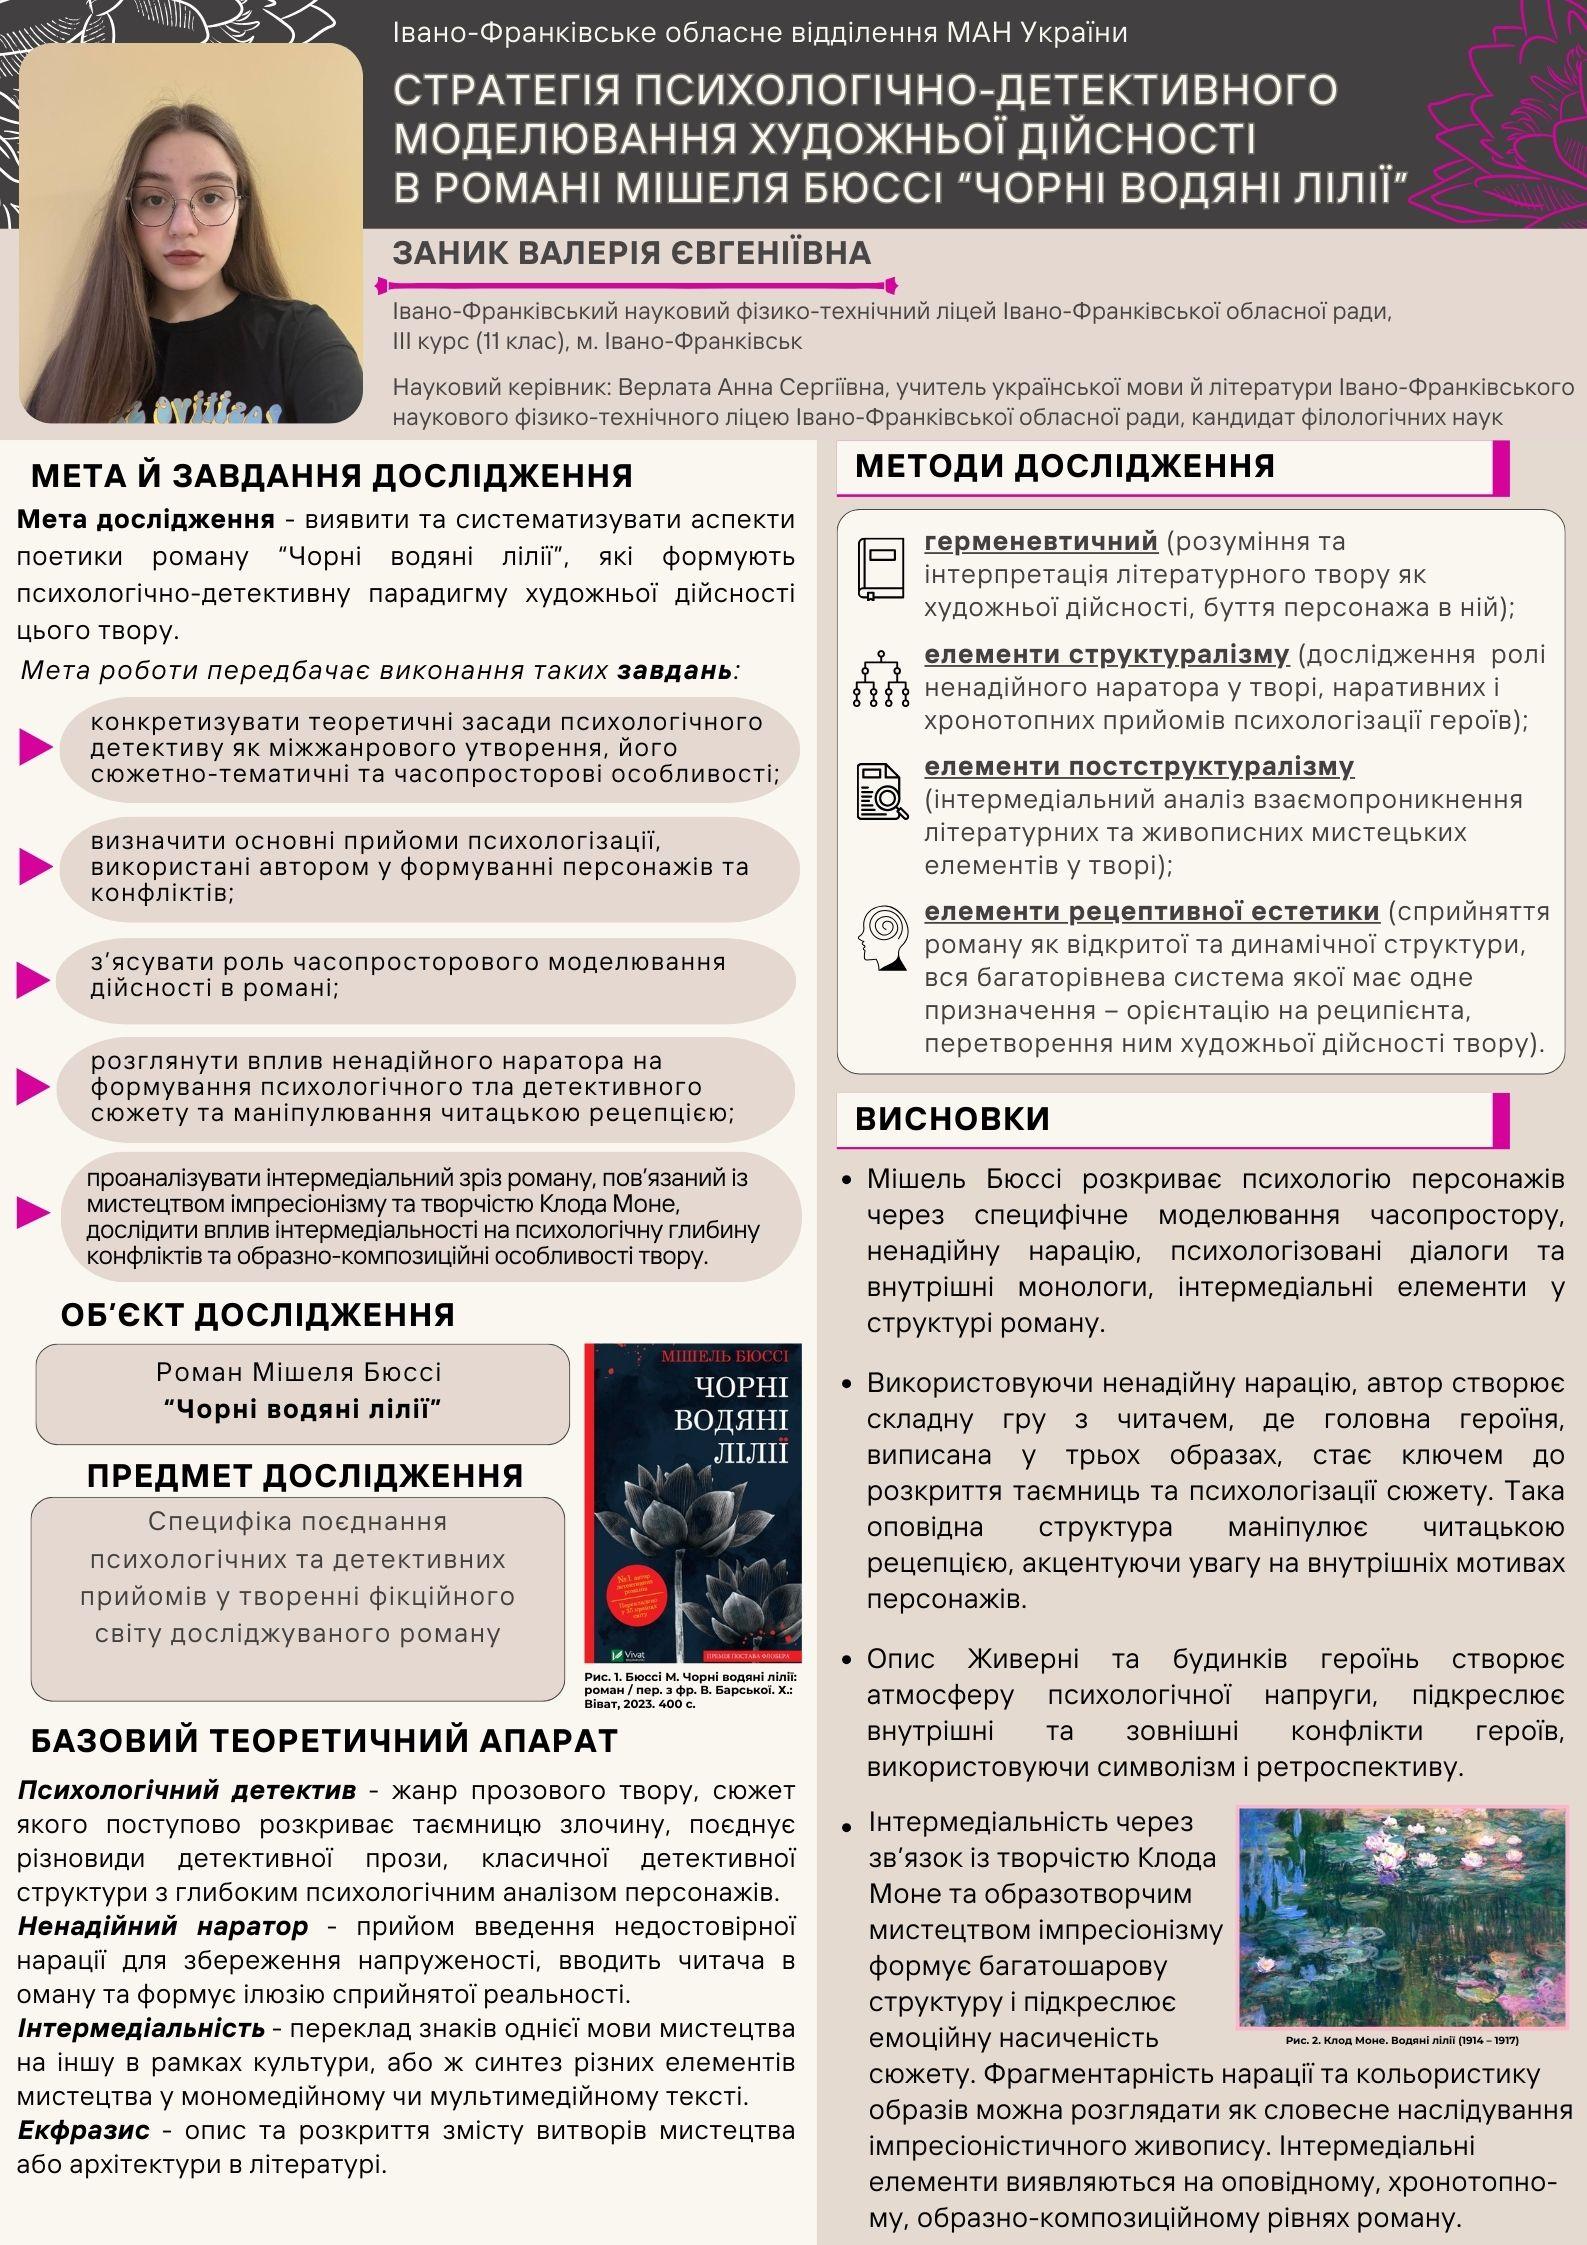 Івано-Франківське обласне відділення МАН України
СТРАТЕГІЯ ПСИХОЛОГІЧНО-ДЕТЕКТИВНОГО
МОДЕЛЮВАННЯ ХУДОЖНЬОЇ ДІЙСНОСТІ
В РОМАНІ МІШЕЛЯ БЮССІ “ЧОРНІ ВОДЯНІ ЛІЛІЇ”
ЗАНИК ВАЛЕРІЯ ЄВГЕНІЇВНА
Івано-Франківський науковий фізико-технічний ліцей Івано-Франківської обласної ради,
ІІІ курс (11 клас), м. Івано-Франківськ
Науковий керівник: Верлата Анна Сергіївна, учитель української мови й літератури Івано-Франківського
наукового фізико-технічного ліцею Івано-Франківської обласної ради, кандидат філологічних наук
МЕТА Й ЗАВДАННЯ ДОСЛІДЖЕННЯ
Мета дослідження - виявити та систематизувати аспекти
поетики роману “Чорні водяні лілії”, які формують
психологічно-детективну парадигму художньої дійсності
цього твору.
Мета роботи передбачає виконання таких завдань:
конкретизувати теоретичні засади психологічного
детективу як міжжанрового утворення, його
сюжетно-тематичні та часопросторові особливості;
визначити основні прийоми психологізації,
використані автором у формуванні персонажів та
конфліктів;
з’ясувати роль часопросторового моделювання
дійсності в романі;
розглянути вплив ненадійного наратора на
формування психологічного тла детективного
сюжету та маніпулювання читацькою рецепцією;
проаналізувати інтермедіальний зріз роману, пов’язаний із
мистецтвом імпресіонізму та творчістю Клода Моне,
дослідити вплив інтермедіальності на психологічну глибину
конфліктів та образно-композиційні особливості твору.
ОБ’ЄКТ ДОСЛІДЖЕННЯ
Роман Мішеля Бюссі
“Чорні водяні лілії”
ПРЕДМЕТ ДОСЛІДЖЕННЯ
Специфіка поєднання
психологічних та детективних
прийомів у творенні фікційного
світу досліджуваного роману
МІШЕЛЬ БЮССІ
ЧОРНІ
ВОДЯНІ
ЛІЛІЇ
№1 автор
детективних
романів
Перекладено
у 35 країнах
світу
Vivat
ПРЕМІЯ ГЮСТАВА ФЛОБЕРА
Рис. 1. Бюссі М. Чорні водяні лілії:
роман / пер. з фр. В. Барської. Х.:
Віват, 2023. 400 с.
БАЗОВИЙ ТЕОРЕТИЧНИЙ АПАРАТ
Психологічний детектив - жанр прозового твору, сюжет
якого поступово розкриває таємницю злочину, поєднує
різновиди детективної прози, класичної детективної
структури з глибоким психологічним аналізом персонажів.
Ненадійний наратор - прийом введення недостовірної
нарації для збереження напруженості, вводить читача в
оману та формує ілюзію сприйнятої реальності.
Інтермедіальність - переклад знаків однієї мови мистецтва
на іншу в рамках культури, або ж синтез різних елементів
мистецтва у мономедійному чи мультимедійному тексті.
Екфразис - опис та розкриття змісту витворів мистецтва
або архітектури в літературі.
МЕТОДИ ДОСЛІДЖЕННЯ
герменевтичний (розуміння та
інтерпретація літературного твору як
художньої дійсності, буття персонажа в ній);
елементи структуралізму (дослідження ролі
ненадійного наратора у творі, наративних і
хронотопних прийомів психологізації героїв);
елементи постструктуралізму
(інтермедіальний аналіз взаємопроникнення
літературних та живописних мистецьких
елементів у творі);
елементи рецептивної естетики (сприйняття
роману як відкритої та динамічної структури,
вся багаторівнева система якої має одне
призначення – орієнтацію на реципієнта,
перетворення ним художньої дійсності твору).
ВИСНОВКИ
• Мішель Бюссі розкриває психологію персонажів
через специфічне моделювання часопростору,
ненадійну нарацію, психологізовані діалоги та
внутрішні монологи, інтермедіальні елементи у
структурі роману.
• Використовуючи ненадійну нарацію, автор створює
складну гру з читачем, де головна героїня,
виписана у трьох образах, стає ключем до
розкриття таємниць та психологізації сюжету. Така
оповідна структура маніпулює читацькою
рецепцією, акцентуючи увагу на внутрішніх мотивах
персонажів.
• Опис Живерні та будинків героїнь створює
атмосферу психологічної напруги, підкреслює
внутрішні та зовнішні конфлікти героїв,
використовуючи символізм і ретроспективу.
• Інтермедіальність через
зв’язок із творчістю Клода
Моне та образотворчим
мистецтвом імпресіонізму
формує багатошарову
структуру і підкреслює
емоційну насиченість
сюжету. Фрагментарність нарації та кольористику
образів можна розглядати як словесне наслідування
імпресіоністичного живопису. Інтермедіальні
елементи виявляються на оповідному, хронотопно-
му, образно-композиційному рівнях роману.
Рис. 2. Клод Моне. Водяні лілії (1914 – 1917)